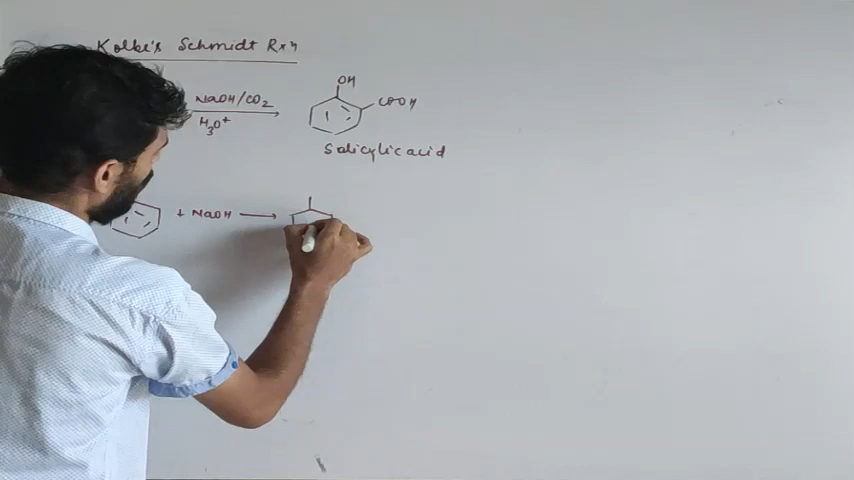 Kolbe's Schmidt Rxn
NaOH/CO2
H3O+
OH
COOH
Salicylic acid
+ NaOH ⟶